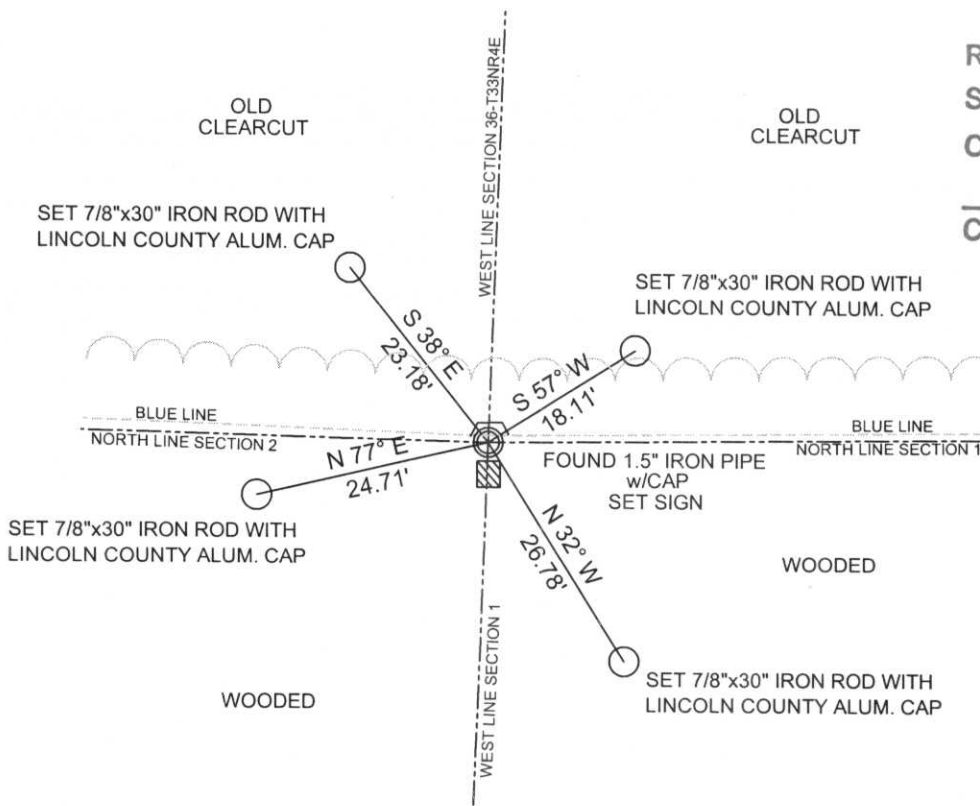 WEST LINE SECTION 36-T33NR4E
OLD
CLEARCUT
OLD
CLEARCUT
R
S
C
C
SET 7/8"x30" IRON ROD WITH
LINCOLN COUNTY ALUM. CAP
SET 7/8"x30" IRON ROD WITH
LINCOLN COUNTY ALUM. CAP
S 38° E
23.18'
S 57° W
18.11'
BLUE LINE
NORTH LINE SECTION 2
BLUE LINE
NORTH LINE SECTION 1
N 77° E
24.71'
FOUND 1.5" IRON PIPE
w/CAP
SET SIGN
SET 7/8"x30" IRON ROD WITH
LINCOLN COUNTY ALUM. CAP
N 32° W
26.78'
WOODED
WOODED
WEST LINE SECTION 1
SET 7/8"x30" IRON ROD WITH
LINCOLN COUNTY ALUM. CAP